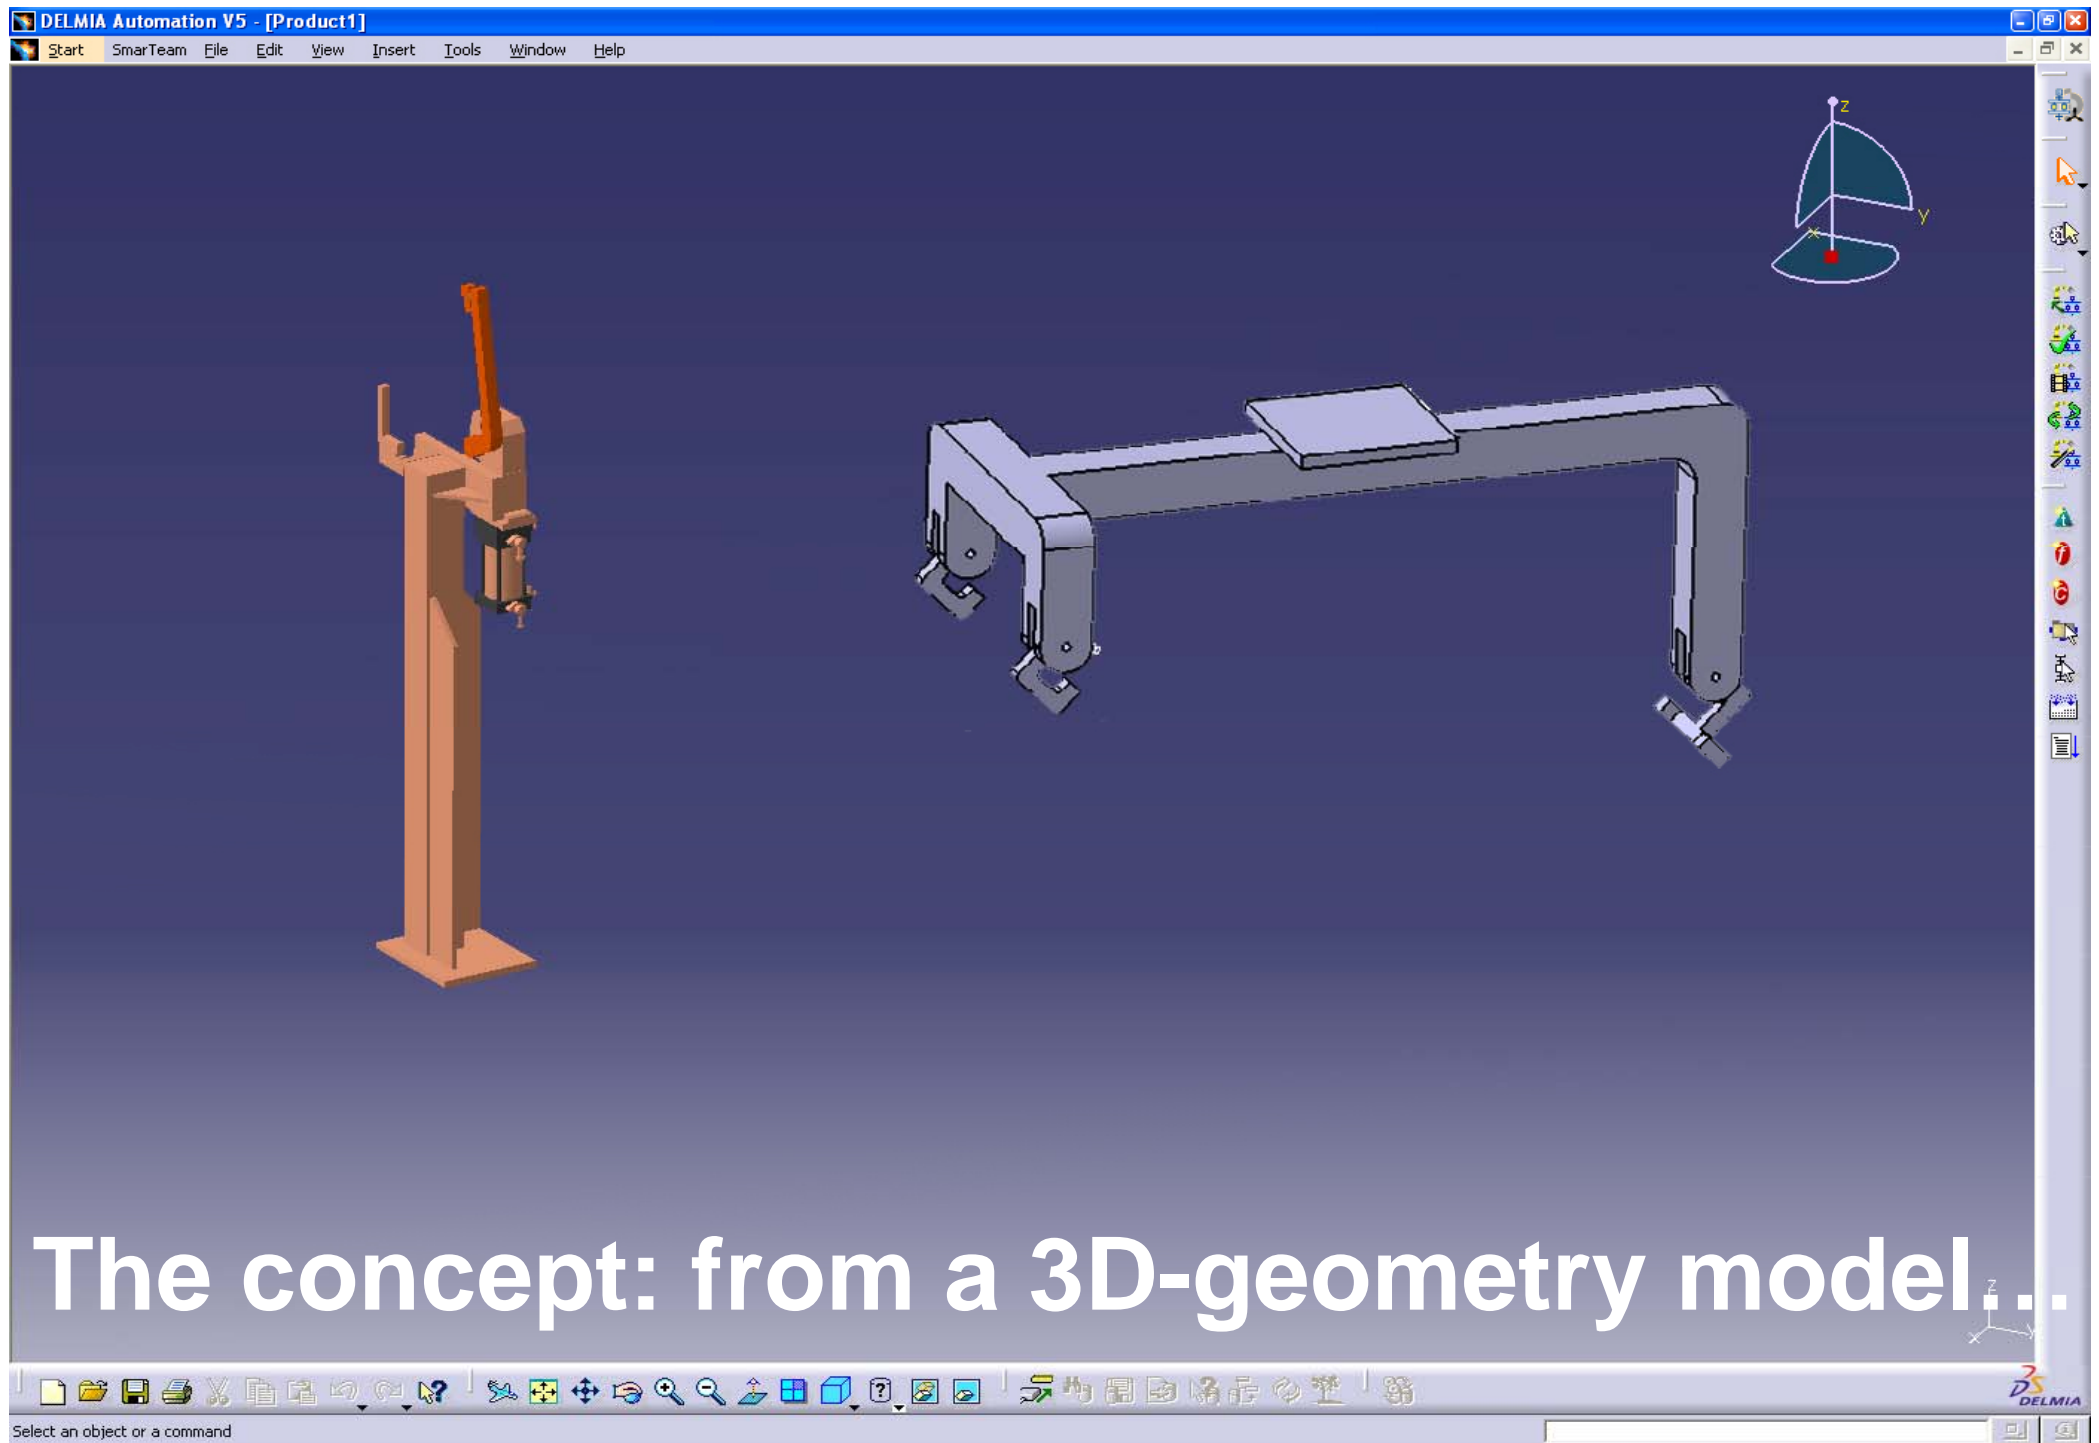 DELMIA Automation V5 - [Product1]
Start SmarTeam File Edit View Insert Tools Window Help
z
y
x
The concept: from a 3D-geometry model...
z
x y
DELMIA
Select an object or a command